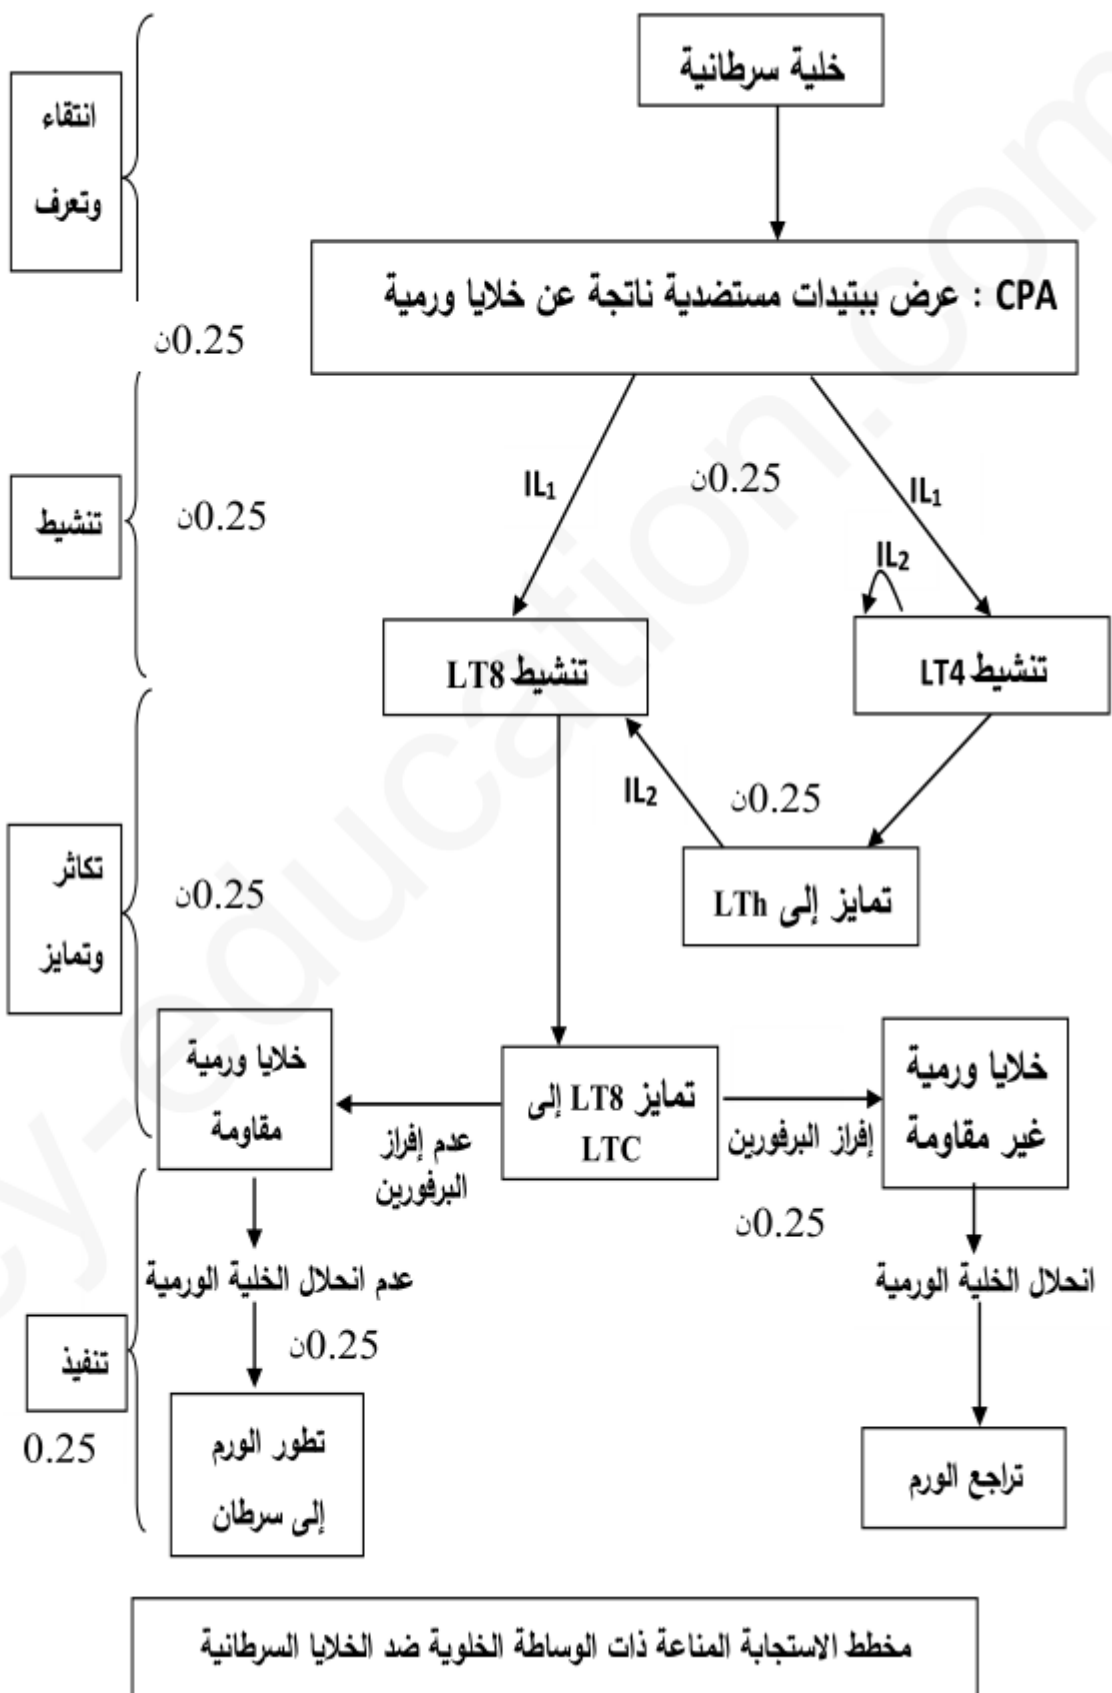 خلية سرطانية
انتقاء
وتعرف
CPA : عرض ببتيدات مستضدية ناتجة عن خلايا ورمية
0.25ن
IL₁
0.25ن
IL₁
تنشيط
0.25ن
IL₂
تنشيط LT8
تنشيط LT4
IL₂
0.25ن
تكاثر
وتمايز
0.25ن
تمايز إلى LTh
خلايا ورمية
غير مقاومة
إفراز البرفورين
تمايز LT8 إلى
LTC
عدم إفراز
البرفورين
خلايا ورمية
مقاومة
0.25ن
انحلال الخلية الورمية
عدم انحلال الخلية الورمية
0.25ن
تنفيذ
0.25
تراجع الورم
تطور الورم
إلى سرطان
مخطط الاستجابة المناعة ذات الوساطة الخلوية ضد الخلايا السرطانية